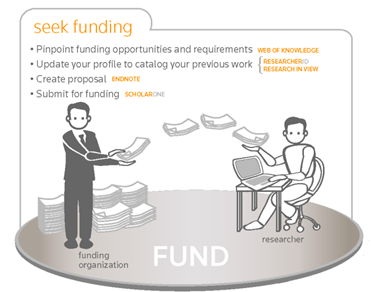 seek funding
• Pinpoint funding opportunities and requirements WEB OF KNOWLEDGE
• Update your profile to catalog your previous work RESEARCHERID
RESEARCH IN VIEW
• Create proposal ENDNOTE
• Submit for funding SCHOLARONE
funding
organization
FUND
researcher